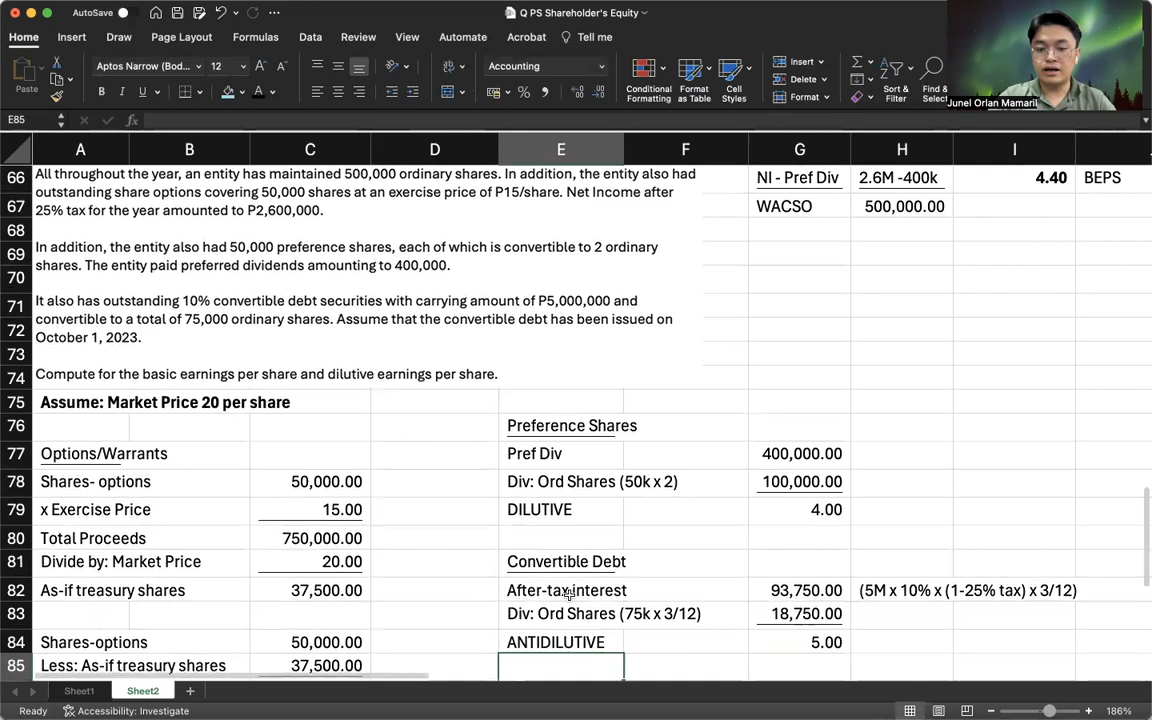 AutoSave
Q PS Shareholder's Equity
Home Insert Draw Page Layout Formulas Data Review View Automate Acrobat Tell me
Paste
Aptos Narrow (Bod...
12
B I U
Accounting
Conditional Formatting
Format as Table
Cell Styles
Insert
Delete
Format
Sort & Filter
Find & Select
Junel Orlan Mamaril
E85
fx
A B C D E F G H I
66 All throughout the year, an entity has maintained 500,000 ordinary shares. In addition, the entity also had NI - Pref Div 2.6M -400k 4.40 BEPS
outstanding share options covering 50,000 shares at an exercise price of P15/share. Net Income after
67 25% tax for the year amounted to P2,600,000. WACSO 500,000.00
68
69 In addition, the entity also had 50,000 preference shares, each of which is convertible to 2 ordinary
shares. The entity paid preferred dividends amounting to 400,000.
70
71 It also has outstanding 10% convertible debt securities with carrying amount of P5,000,000 and
72 convertible to a total of 75,000 ordinary shares. Assume that the convertible debt has been issued on
October 1, 2023.
73
74 Compute for the basic earnings per share and dilutive earnings per share.
75 Assume: Market Price 20 per share
76 Preference Shares
77 Options/Warrants Pref Div 400,000.00
78 Shares- options 50,000.00 Div: Ord Shares (50k x 2) 100,000.00
79 x Exercise Price 15.00 DILUTIVE 4.00
80 Total Proceeds 750,000.00
81 Divide by: Market Price 20.00 Convertible Debt
82 As-if treasury shares 37,500.00 After-tax interest 93,750.00 (5M x 10% x (1-25% tax) x 3/12)
83 Div: Ord Shares (75k x 3/12) 18,750.00
84 Shares-options 50,000.00 ANTIDILUTIVE 5.00
85 Less: As-if treasury shares 37,500.00
Sheet1 Sheet2 +
Ready Accessibility: Investigate 186%